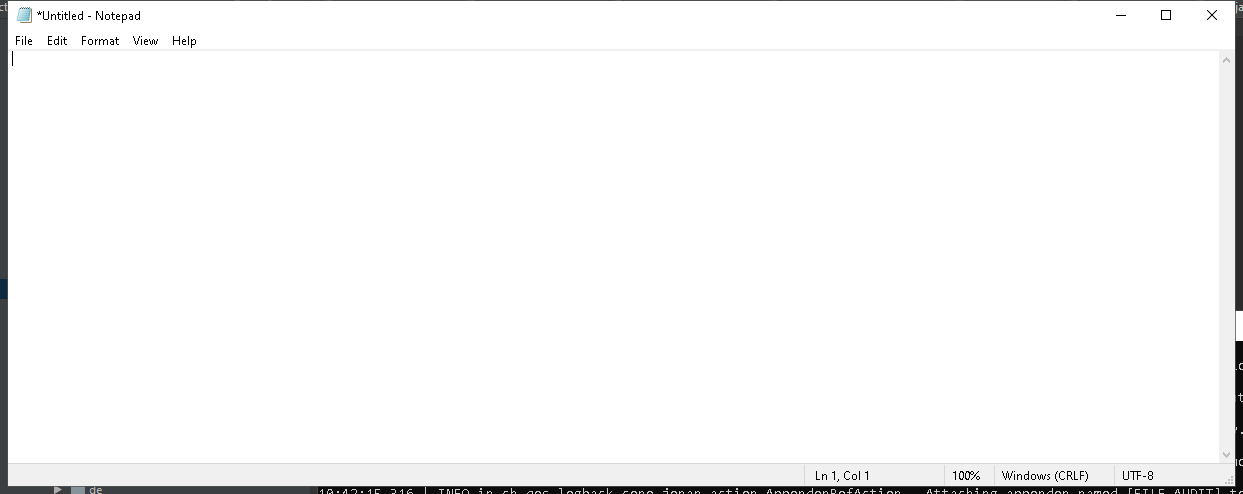 *Untitled - Notepad
File Edit Format View Help
Ln 1, Col 1 100% Windows (CRLF) UTF-8
de
10:42:15,316 | INFO in ch.qos.logback.core.joran.action.AppenderRefAction - Attaching appender named [FILE_AUDIT] t